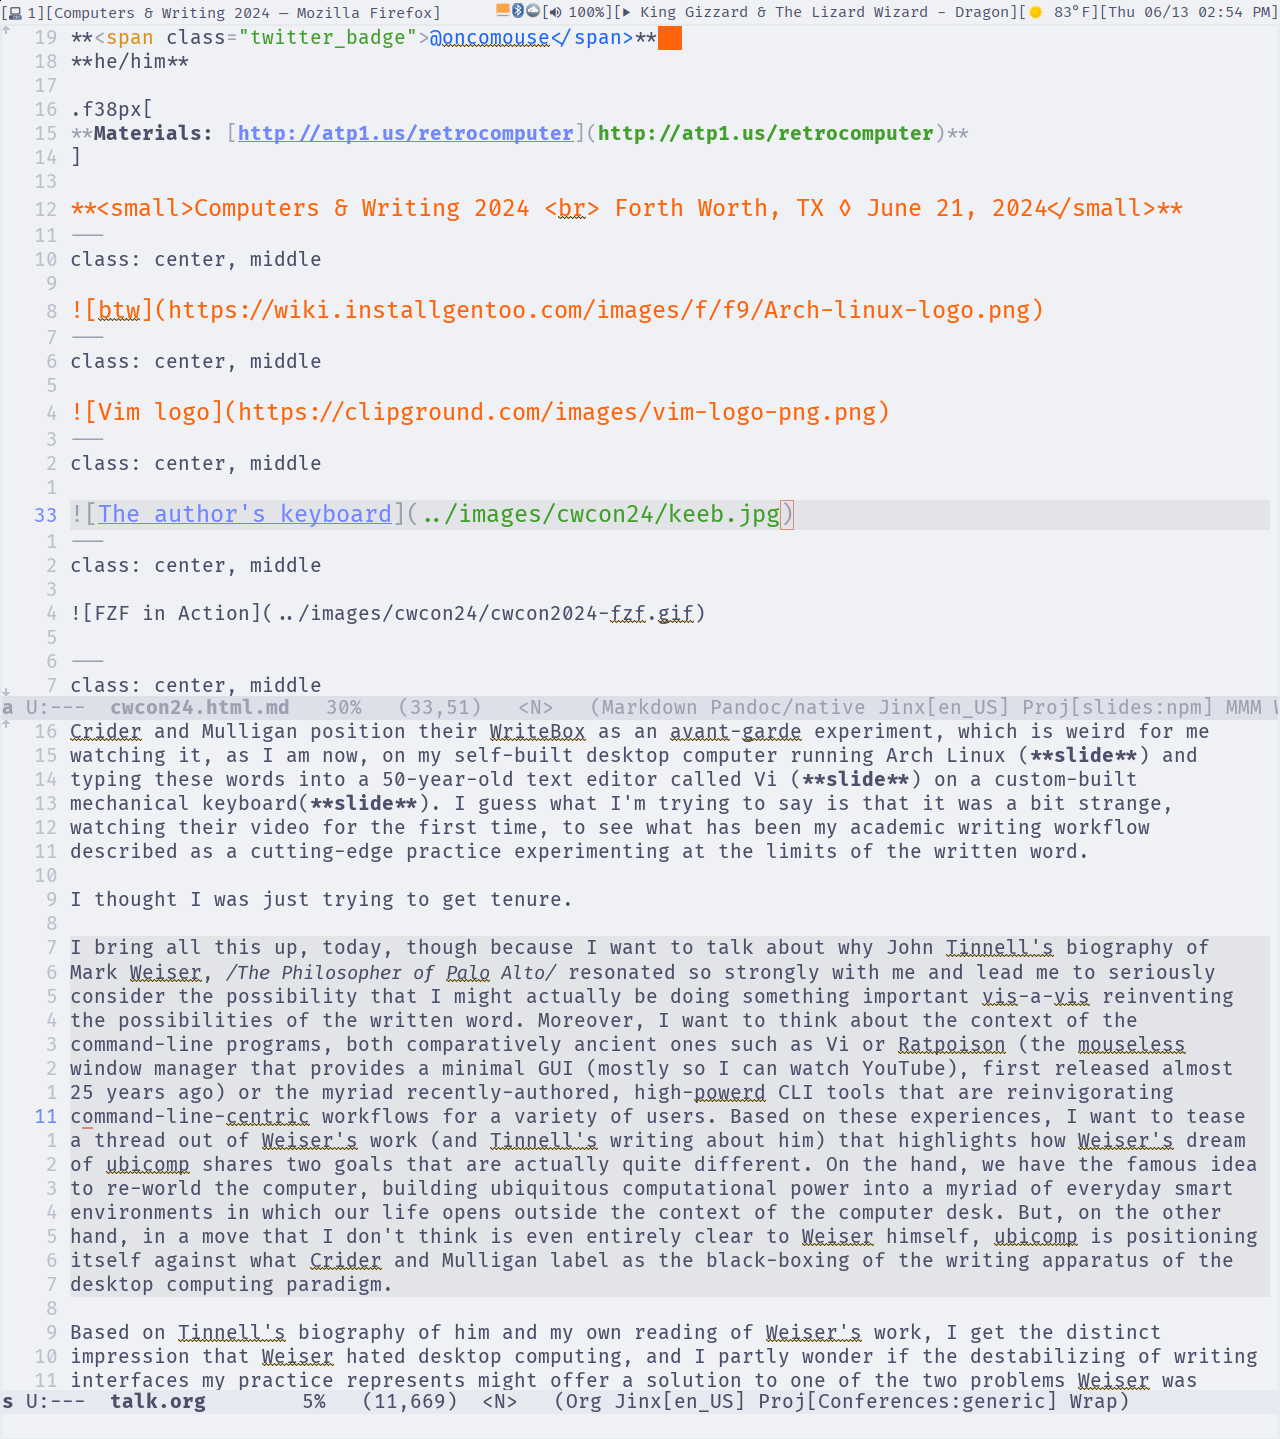 [1][Computers & Writing 2024 — Mozilla Firefox] [100%][King Gizzard & The Lizard Wizard - Dragon][83°F][Thu 06/13 02:54 PM]
19 **<span class="twitter_badge">@oncomouse</span>**
18 **he/him**
17
16 .f38px[
15 **Materials: [http://atp1.us/retrocomputer](http://atp1.us/retrocomputer)**
14 ]
13
12 **<small>Computers & Writing 2024 <br> Forth Worth, TX ◊ June 21, 2024</small>**
11 ---
10 class: center, middle
9
8 ![btw](https://wiki.installgentoo.com/images/f/f9/Arch-linux-logo.png)
7 ---
6 class: center, middle
5
4 ![Vim logo](https://clipground.com/images/vim-logo-png.png)
3 ---
2 class: center, middle
1
33 ![The author's keyboard](../images/cwcon24/keeb.jpg)
1 ---
2 class: center, middle
3
4 ![FZF in Action](../images/cwcon24/cwcon2024-fzf.gif)
5
6 ---
7 class: center, middle
a U:--- cwcon24.html.md 30% (33,51) <N> (Markdown Pandoc/native Jinx[en_US] Proj[slides:npm] MMM
16 Crider and Mulligan position their WriteBox as an avant-garde experiment, which is weird for me
15 watching it, as I am now, on my self-built desktop computer running Arch Linux (**slide**) and
14 typing these words into a 50-year-old text editor called Vi (**slide**) on a custom-built
13 mechanical keyboard(**slide**). I guess what I'm trying to say is that it was a bit strange,
12 watching their video for the first time, to see what has been my academic writing workflow
11 described as a cutting-edge practice experimenting at the limits of the written word.
10
9 I thought I was just trying to get tenure.
8
7 I bring all this up, today, though because I want to talk about why John Tinnell's biography of
6 Mark Weiser, /The Philosopher of Palo Alto/ resonated so strongly with me and lead me to seriously
5 consider the possibility that I might actually be doing something important vis-a-vis reinventing
4 the possibilities of the written word. Moreover, I want to think about the context of the
3 command-line programs, both comparatively ancient ones such as Vi or Ratpoison (the mouseless
2 window manager that provides a minimal GUI (mostly so I can watch YouTube), first released almost
1 25 years ago) or the myriad recently-authored, high-powerd CLI tools that are reinvigorating
11 command-line-centric workflows for a variety of users. Based on these experiences, I want to tease
1 a thread out of Weiser's work (and Tinnell's writing about him) that highlights how Weiser's dream
2 of ubicomp shares two goals that are actually quite different. On the hand, we have the famous idea
3 to re-world the computer, building ubiquitous computational power into a myriad of everyday smart
4 environments in which our life opens outside the context of the computer desk. But, on the other
5 hand, in a move that I don't think is even entirely clear to Weiser himself, ubicomp is positioning
6 itself against what Crider and Mulligan label as the black-boxing of the writing apparatus of the
7 desktop computing paradigm.
8
9 Based on Tinnell's biography of him and my own reading of Weiser's work, I get the distinct
10 impression that Weiser hated desktop computing, and I partly wonder if the destabilizing of writing
11 interfaces my practice represents might offer a solution to one of the two problems Weiser was
s U:--- talk.org 5% (11,669) <N> (Org Jinx[en_US] Proj[Conferences:generic] Wrap)